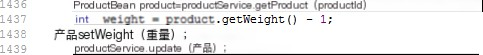 1436 ProductBean product=productService.getProduct（productId）
1437 int weight = product.getWeight() - 1;
1438 产品setWeight（重量）；
1439 productService.update（产品）；